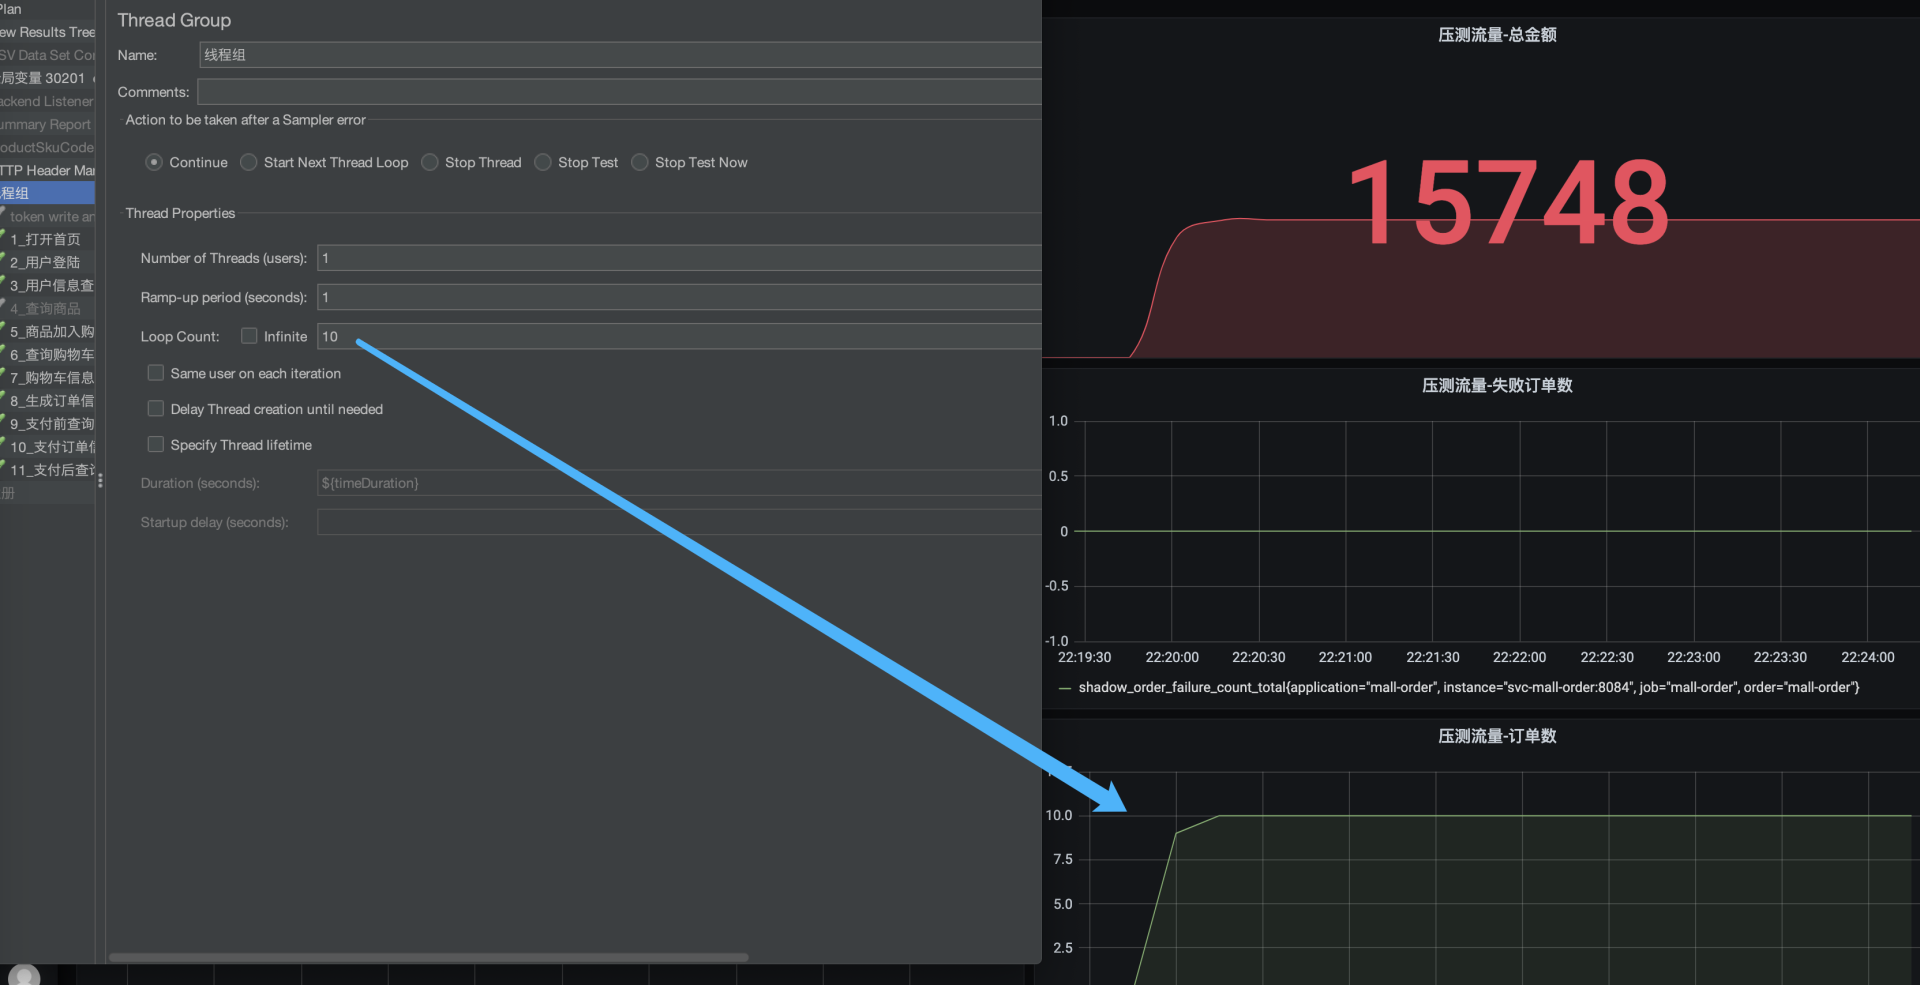 Plan
ew Results Tree
SV Data Set Co
局变量 30201
ackend Listener
ummary Report
oductSkuCode
TTP Header Ma
程组
token write a
1_打开首页
2_用户登陆
3_用户信息查
4_查询商品
5_商品加入购
6_查询购物车
7_购物车信息
8_生成订单信
9_支付前查询
10_支付订单
11_支付后查
册
Thread Group
Name: 线程组
Comments:
Action to be taken after a Sampler error
Continue Start Next Thread Loop Stop Thread Stop Test Stop Test Now
Thread Properties
Number of Threads (users): 1
Ramp-up period (seconds): 1
Loop Count: Infinite 10
Same user on each iteration
Delay Thread creation until needed
Specify Thread lifetime
Duration (seconds): ${timeDuration}
Startup delay (seconds):
压测流量-总金额
15748
压测流量-失败订单数
1.0
0.5
0
-0.5
-1.0
22:19:30 22:20:00 22:20:30 22:21:00 22:21:30 22:22:00 22:22:30 22:23:00 22:23:30 22:24:00
shadow_order_failure_count_total{application="mall-order", instance="svc-mall-order:8084", job="mall-order", order="mall-order"}
压测流量-订单数
10.0
7.5
5.0
2.5